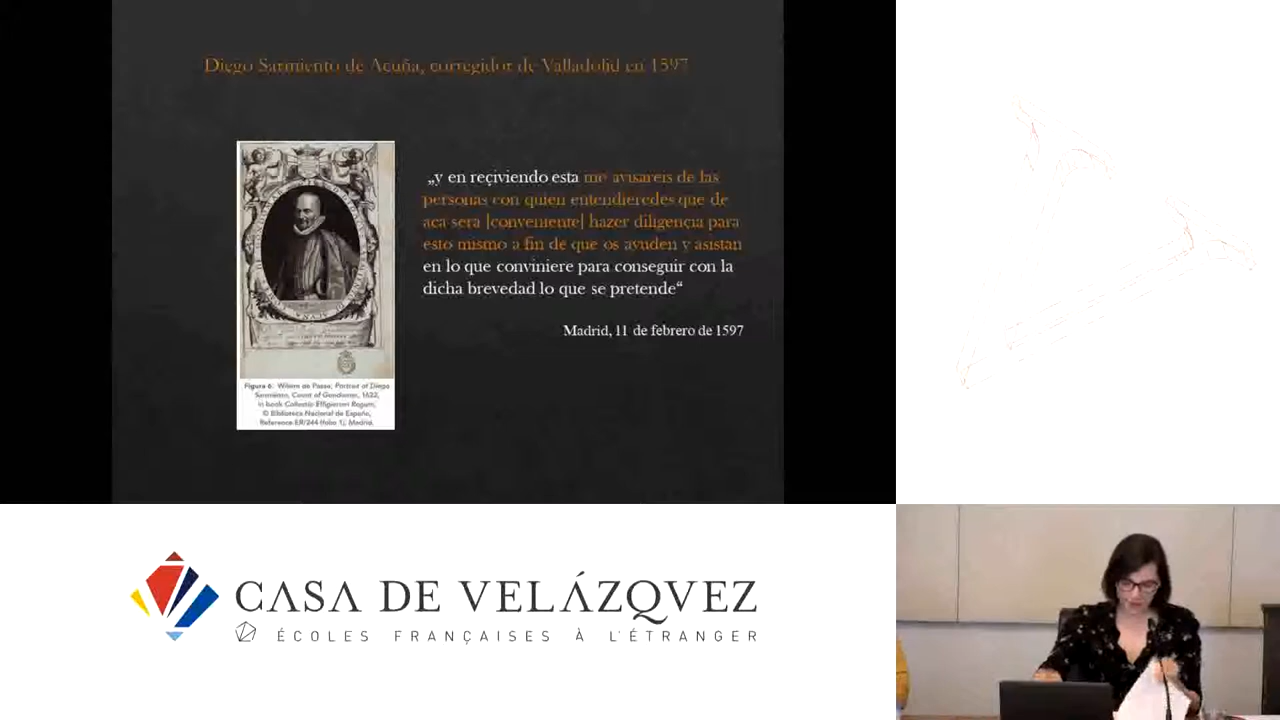 Diego Sarmiento de Acuña, corregidor de Valladolid en 1597
„y en reçiviendo esta me avisareis de las
personas con quien entendieredes que de
aca sera [conveniente] hazer diligençia para
esto mismo a fin de que os ayuden y asistan
en lo que conviniere para conseguir con la
dicha brevedad lo que se pretende“
Madrid, 11 de febrero de 1597
Figura 6: Willem de Passe, Portrait of Diego
Sarmiento, Count of Gondomar, 1622,
in book Collectio Effigierum Regum,
© Biblioteca Nacional de España,
Reference ER/244 (lobo 1), Madrid.
CASA DE VELÁZQVEZ
ÉCOLES FRANÇAISES À L'ÉTRANGER